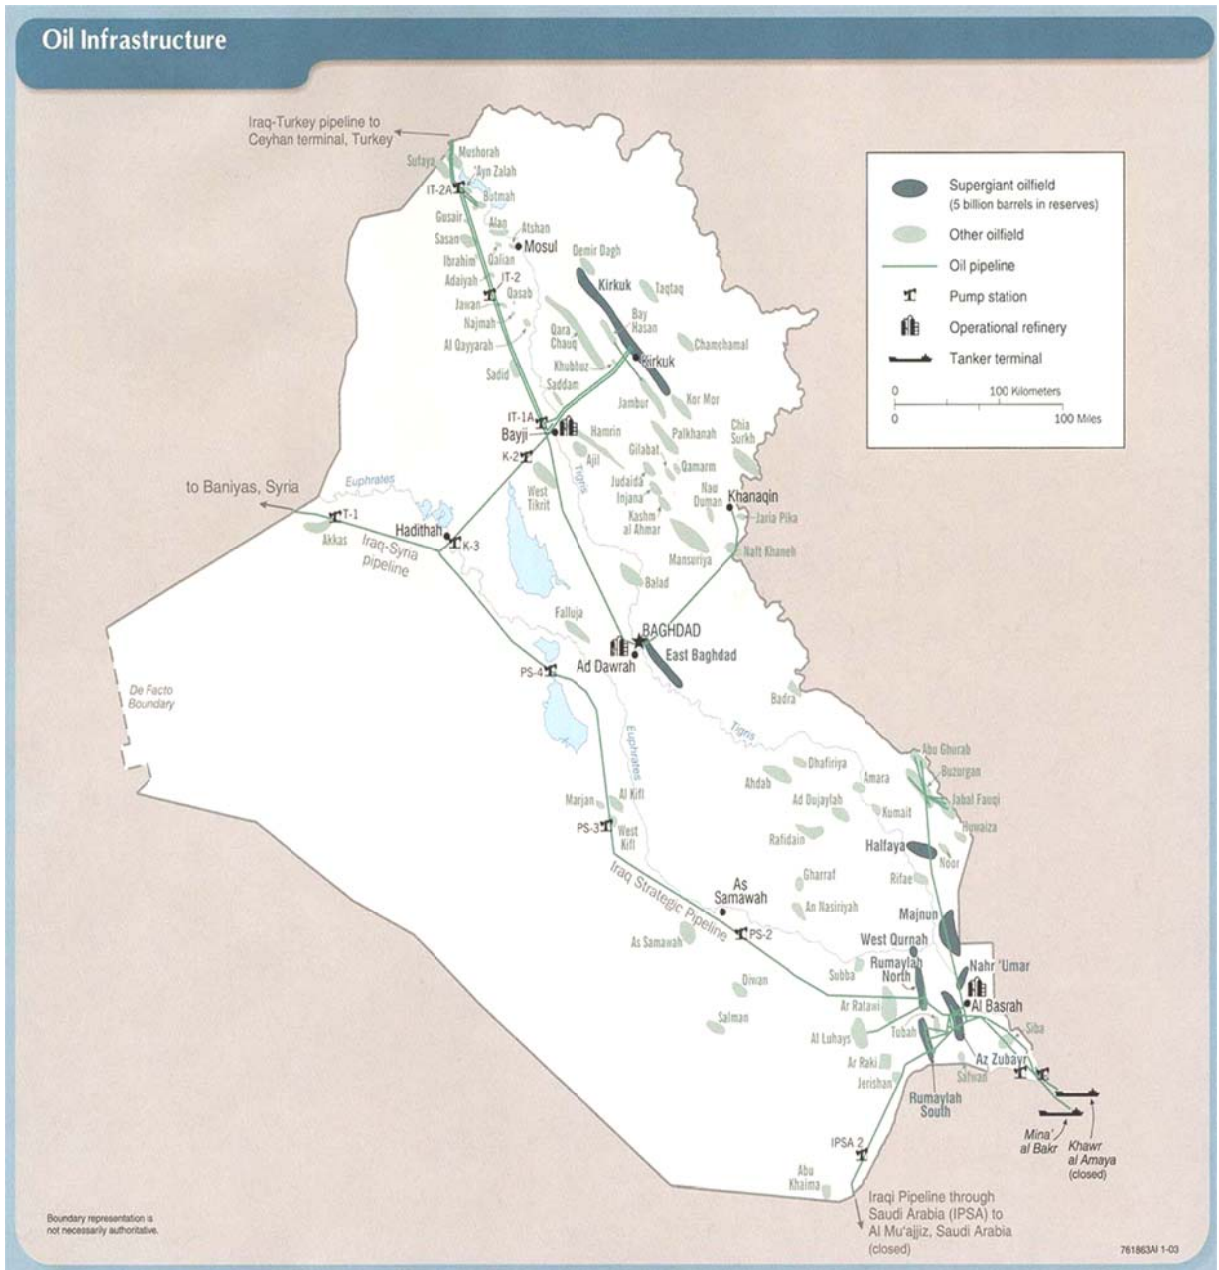 Oil Infrastructure
Iraq-Turkey pipeline to
Ceyhan terminal, Turkey
Supergiant oilfield
(5 billion barrels in reserves)
Other oilfield
Oil pipeline
Pump station
Operational refinery
Tanker terminal
0
100 Kilometers
0
100 Miles
Mushorah
Sufaya
'Ayn Zalah
IT-2A
Butmah
Gusair
Alan
Atshan
Sasan
Mosul
Ibrahim
Qalian
Demir Dagh
Adaiyah
IT-2
Kirkuk
Taqtaq
Qasab
Jawan
Najmah
Bay
Hasan
Qara
Chauq
Al Qayyarah
Chamchamal
Khubbuz
Kirkuk
Sadid
Saddam
Jambur
Kor Mor
IT-1A
Bayji
Hamrin
Palkhanah
Chia
Surkh
K-2
Ajil
Gilabat
Qamarm
Tigris
Judaida
West
Tikrit
Injana
Nau
Duman
Khanaqin
Kashm
al Ahmar
Jaria Pika
Euphrates
to Baniyas, Syria
T-1
Hadithah
K-3
Akkas
Iraq-Syria
pipeline
Mansuriya
Naft Khaneh
Balad
Falluja
BAGHDAD
Ad Dawrah
East Baghdad
PS-4
De Facto
Boundary
Badra
Tigris
Euphrates
Abu Ghurab
Dhafiriya
Buzurgan
Ahdab
Amara
Marjan
Al Kifl
Ad Dujaylah
Kumait
Jabal Fauqi
PS-3
West
Kifl
Rafidain
Huwaiza
Halfaya
Noor
Iraq Strategic Pipeline
Gharraf
Rifae
As
Samawah
An Nasiriyah
Majnun
As Samawah
PS-2
West Qurnah
Rumaylah
North
Nahr 'Umar
Subba
Diwan
Ar Ratawi
Al Basrah
Salman
Al Luhays
Tubah
Siba
Ar Raki
Az Zubayr
Jerishan
Safwan
Rumaylah
South
Mina'
al Bakr
Khawr
al Amaya
(closed)
IPSA 2
Abu
Khaima
Iraqi Pipeline through
Saudi Arabia (IPSA) to
Al Mu'ajjiz, Saudi Arabia
(closed)
Boundary representation is
not necessarily authoritative.
761863AI 1-03